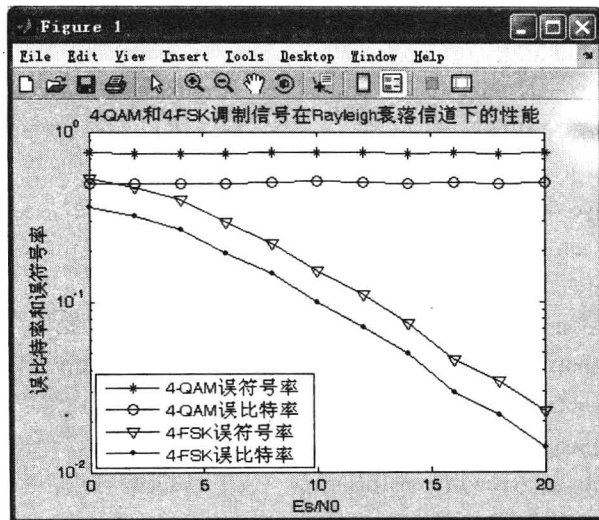 Figure 1
File Edit View Insert Tools Desktop Window Help
4-QAM和4-FSK调制信号在Rayleigh衰落信道下的性能
10^0
10^-1
10^-2
误比特率和误符号率
4-QAM误符号率
4-QAM误比特率
4-FSK误符号率
4-FSK误比特率
0 5 10 15 20
Es/N0